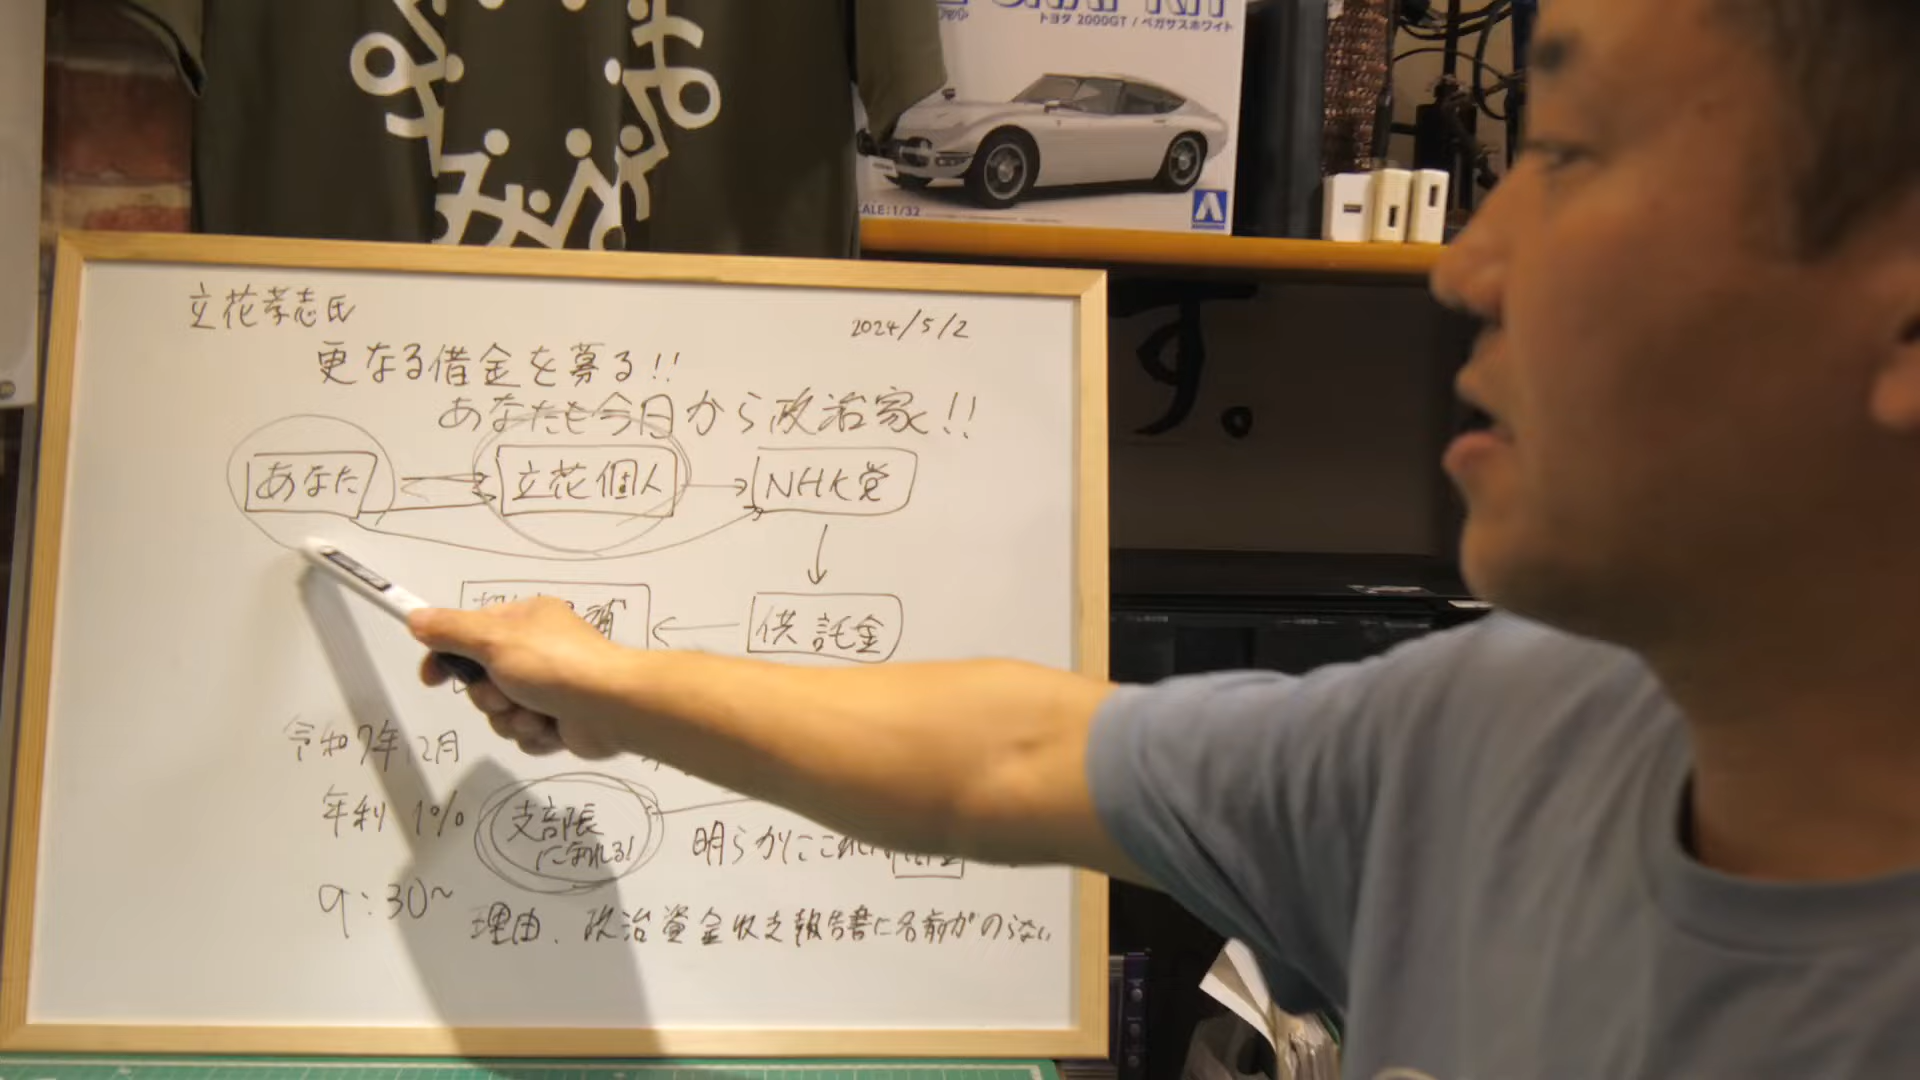 トヨタ 2000GT / ペガサスホワイト
CALE:1/32
す.
立花孝志氏
2024/5/2
更なる借金を募る!!
あなたも今日から政治家!!
あなた
立花個人
NHK党
供託金
補
令和7年12月
年利 1%
支部長
になれる!
明らかにこれ
9:30~
理由、政治資金収支報告書に名前がのらない